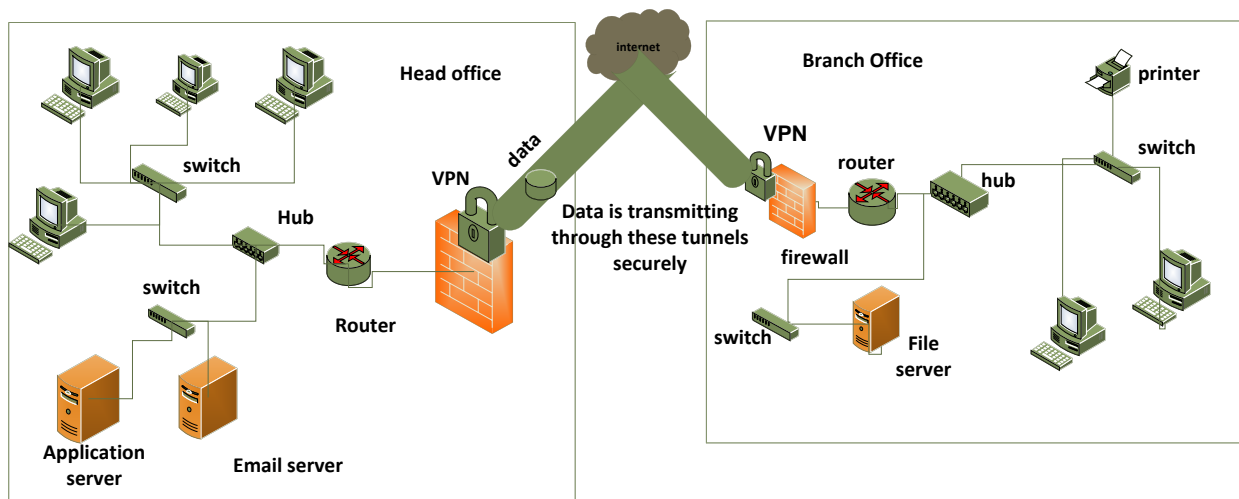 internet
Head office
Branch Office
printer
switch
data
VPN
VPN
router
switch
hub
Hub
Data is transmitting
through these tunnels
securely
firewall
switch
Router
switch
File
server
Application
server
Email server